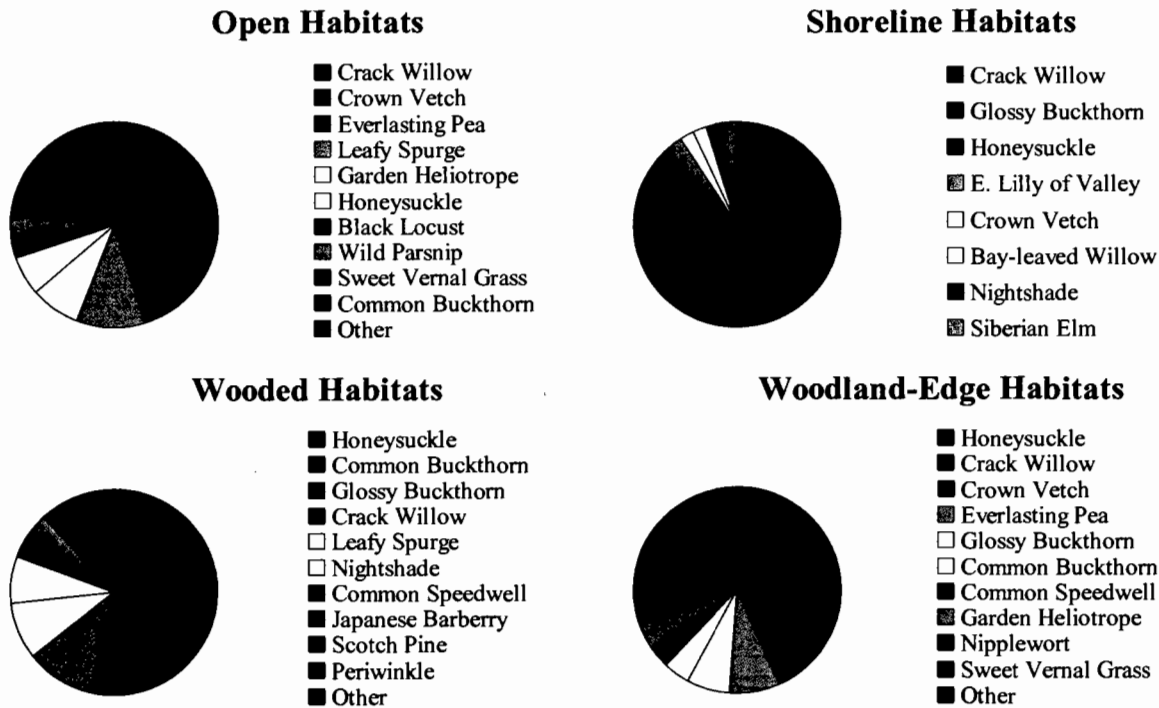 Open Habitats
Crack Willow
Crown Vetch
Everlasting Pea
Leafy Spurge
Garden Heliotrope
Honeysuckle
Black Locust
Wild Parsnip
Sweet Vernal Grass
Common Buckthorn
Other
Shoreline Habitats
Crack Willow
Glossy Buckthorn
Honeysuckle
E. Lilly of Valley
Crown Vetch
Bay-leaved Willow
Nightshade
Siberian Elm
Wooded Habitats
Honeysuckle
Common Buckthorn
Glossy Buckthorn
Crack Willow
Leafy Spurge
Nightshade
Common Speedwell
Japanese Barberry
Scotch Pine
Periwinkle
Other
Woodland-Edge Habitats
Honeysuckle
Crack Willow
Crown Vetch
Everlasting Pea
Glossy Buckthorn
Common Buckthorn
Common Speedwell
Garden Heliotrope
Nipplewort
Sweet Vernal Grass
Other